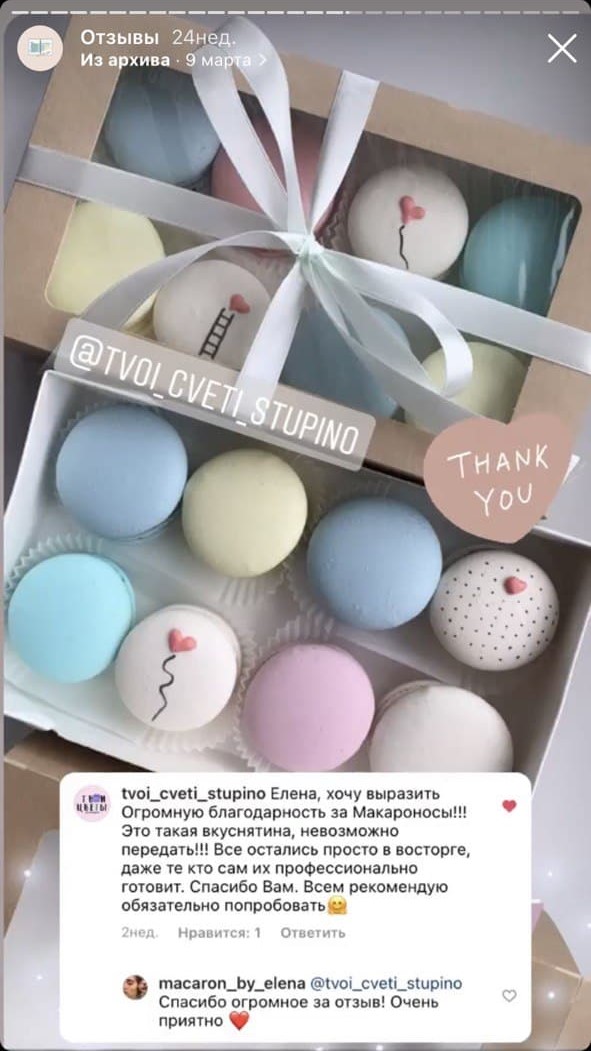 Отзывы 24нед.
Из архива · 9 марта >
@TVOI_CVETI_STUPINO
THANK
YOU
ТВОИ
ЦВЕТЫ
tvoi_cveti_stupino Елена, хочу выразить
Огромную благодарность за Макароносы!!!
Это такая вкуснятина, невозможно
передать!!! Все остались просто в восторге,
даже те кто сам их профессионально
готовит. Спасибо Вам. Всем рекомендую
обязательно попробовать🤗
2нед. Нравится: 1 Ответить
macaron_by_elena @tvoi_cveti_stupino
Спасибо огромное за отзыв! Очень
приятно ❤️